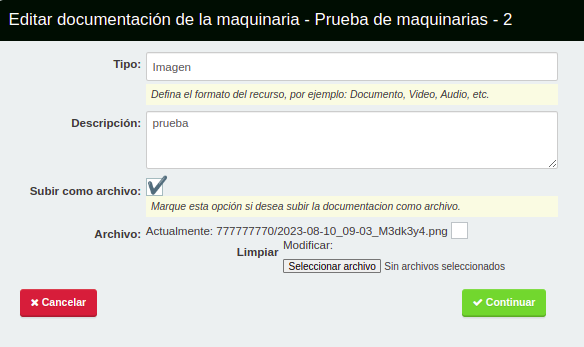 Editar documentación de la maquinaria - Prueba de maquinarias - 2
Tipo: Imagen
Defina el formato del recurso, por ejemplo: Documento, Video, Audio, etc.
Descripción: prueba
Subir como archivo:
Marque esta opción si desea subir la documentacion como archivo.
Archivo: Actualmente: 777777770/2023-08-10_09-03_M3dk3y4.png
Limpiar Modificar:
Seleccionar archivo Sin archivos seleccionados
Cancelar Continuar